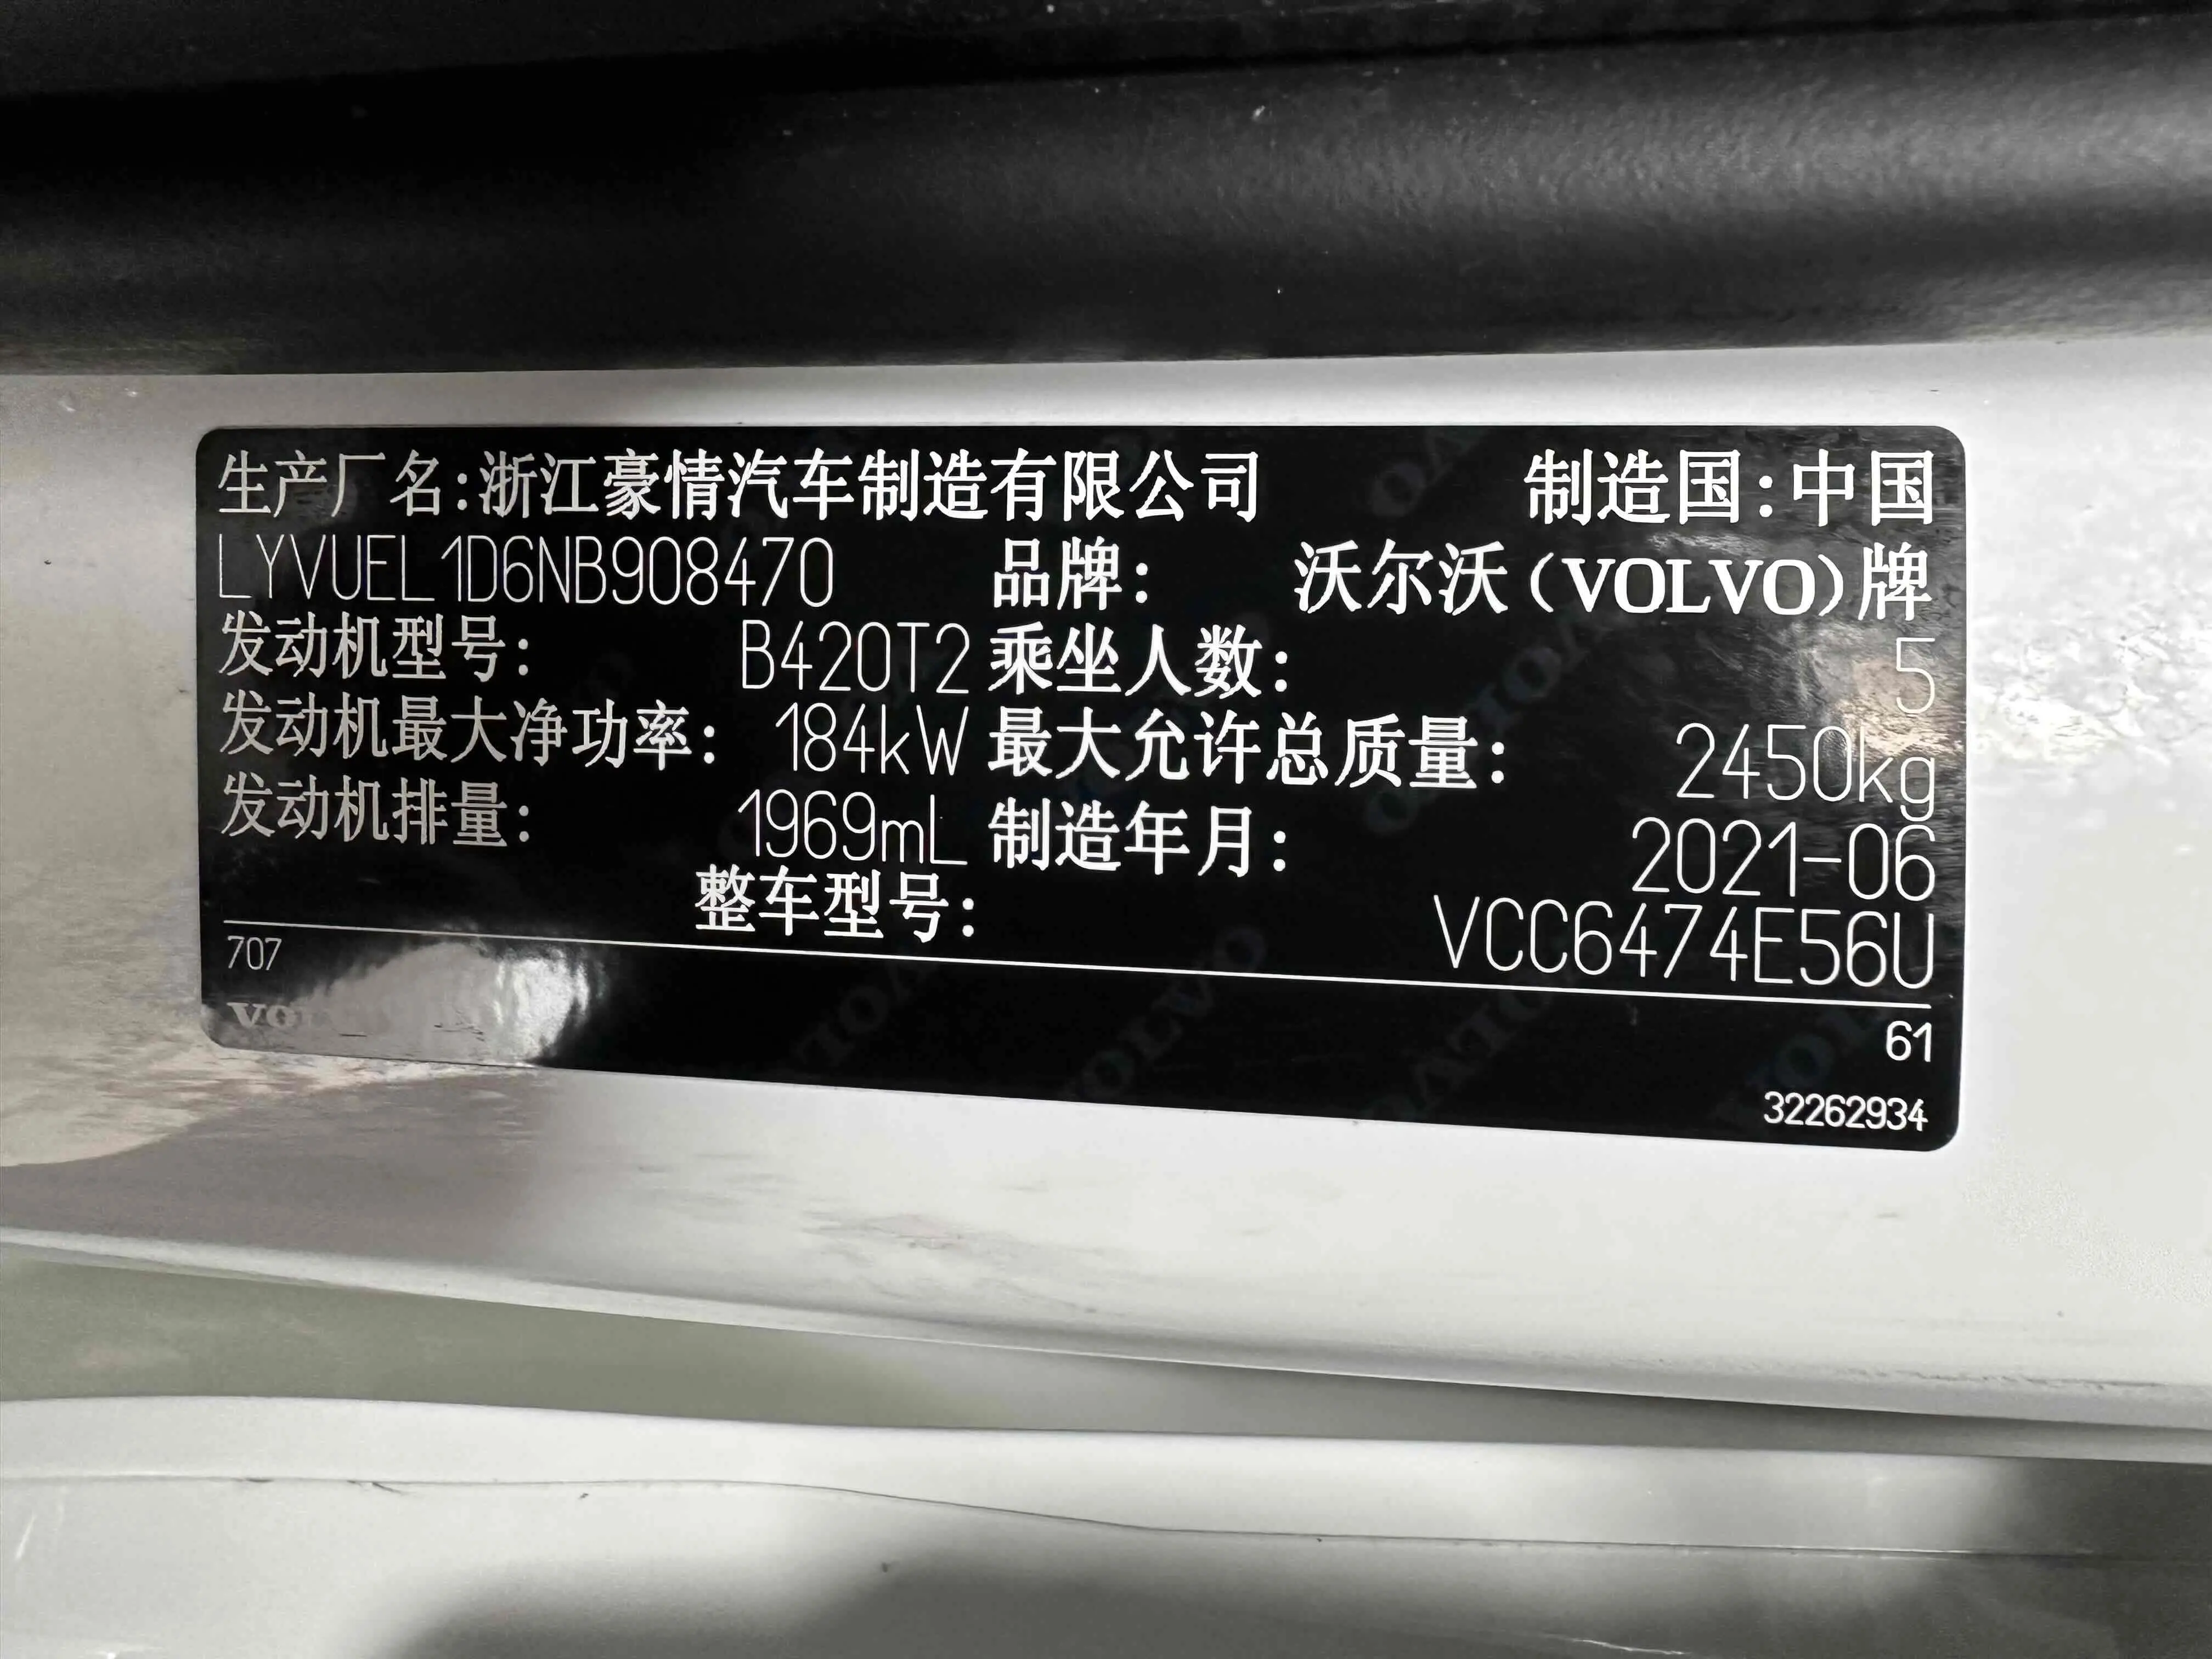 生产厂名:浙江豪情汽车制造有限公司 制造国:中国
LYVUEL1D6NB908470 品牌: 沃尔沃(VOLVO)牌
发动机型号: B420T2 乘坐人数: 5
发动机最大净功率: 184kW 最大允许总质量: 2450kg
发动机排量: 1969mL 制造年月: 2021-06
整车型号: VCC6474E56U
707
61
32262934